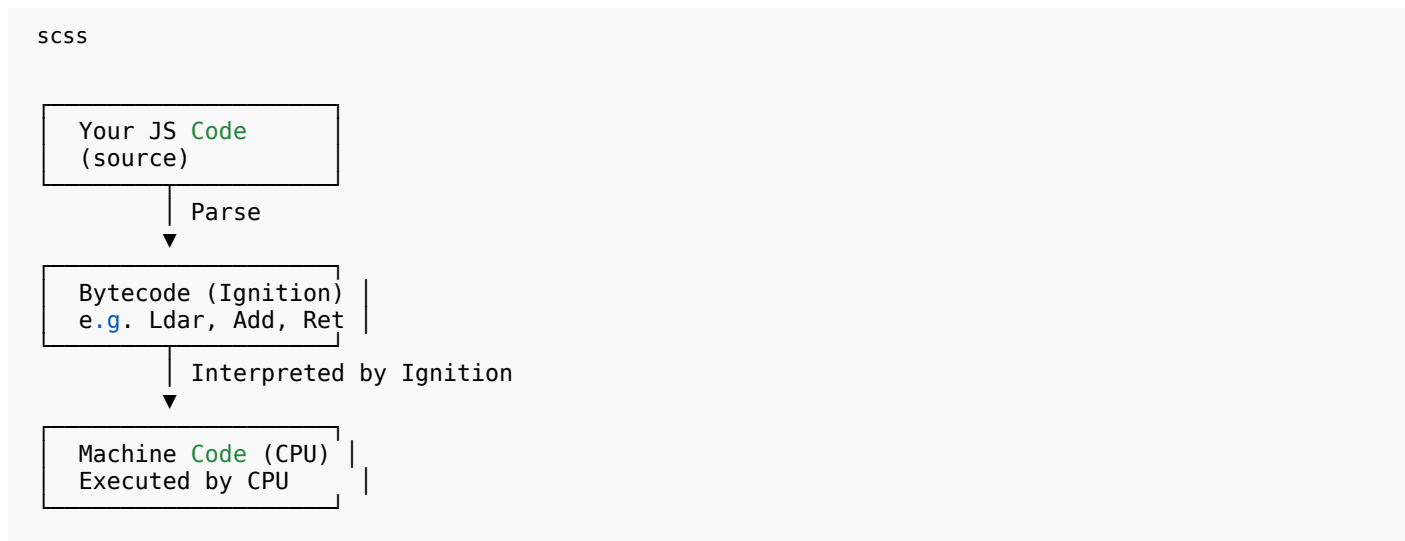 scss
Your JS Code
(source)
Parse
Bytecode (Ignition)
e.g. Ldar, Add, Ret
Interpreted by Ignition
Machine Code (CPU)
Executed by CPU